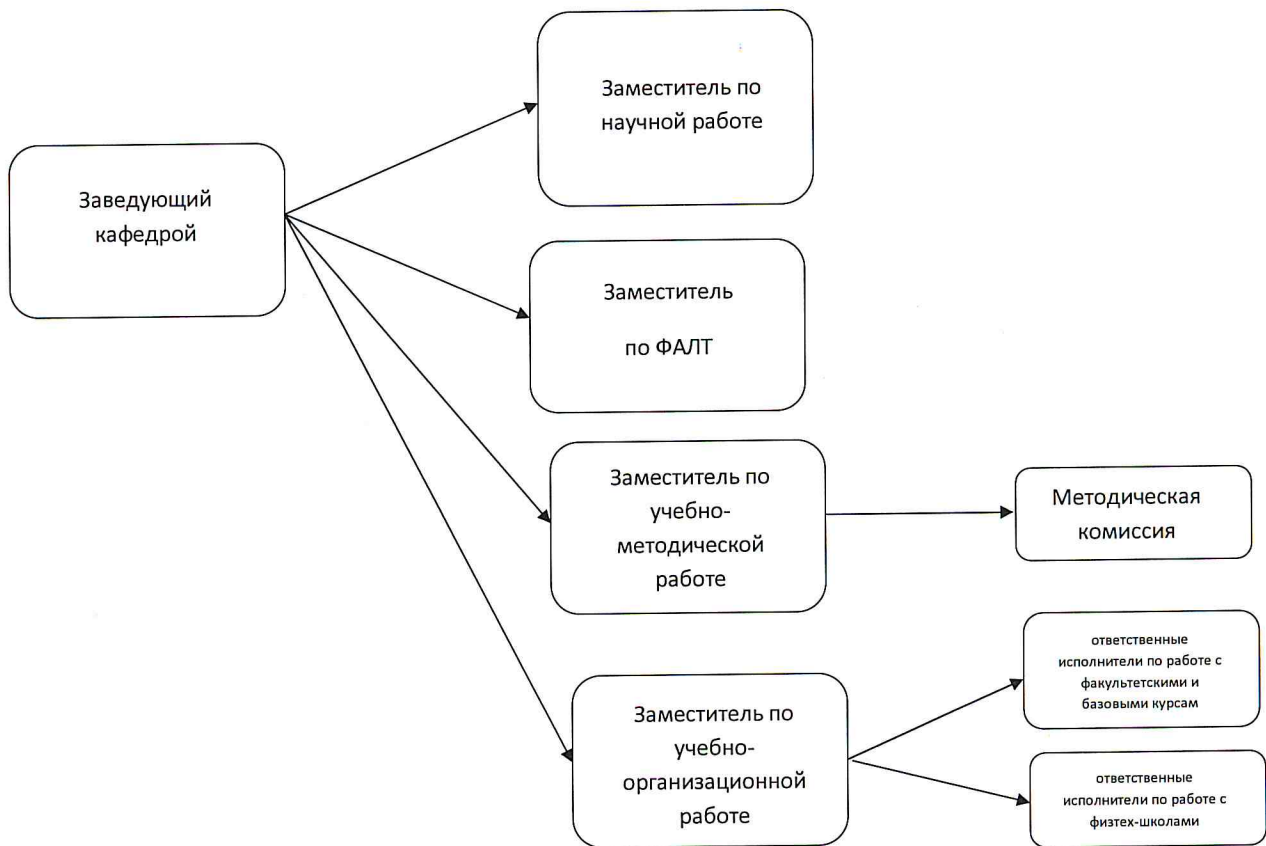 Заместитель по
научной работе
Заведующий
кафедрой
Заместитель
по ФАЛТ
Заместитель по
учебно-
методической
работе
Методическая
комиссия
ответственные
исполнители по работе с
факультетскими и
базовыми курсам
Заместитель по
учебно-
организационной
работе
ответственные
исполнители по работе с
физтех-школами